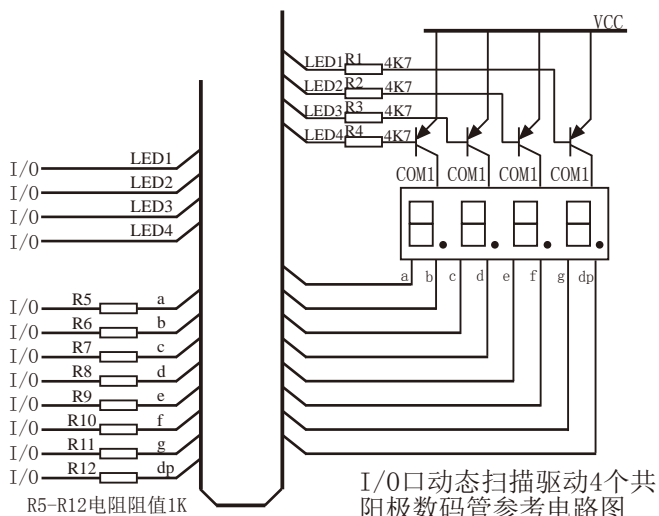 VCC
LED1 R1 4K7
LED2 R2 4K7
LED3 R3 4K7
LED4 R4 4K7
COM1 COM1 COM1 COM1
I/O LED1
I/O LED2
I/O LED3
I/O LED4
a b c d e f g dp
I/O R5 a
I/O R6 b
I/O R7 c
I/O R8 d
I/O R9 e
I/O R10 f
I/O R11 g
I/O R12 dp
R5-R12电阻阻值1K
I/O口动态扫描驱动4个共
阳极数码管参考电路图